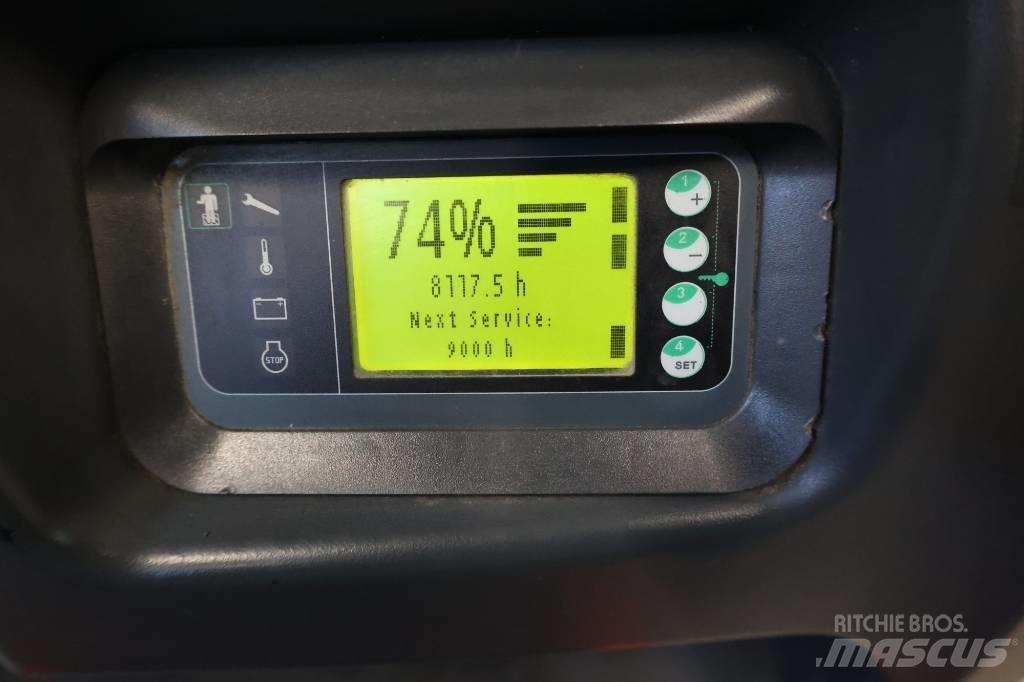 74%
8117.5 h
Next Service:
9000 h
1
+
2
−
3
4
SET
- +
STOP
RITCHIE BROS.
MASCUS